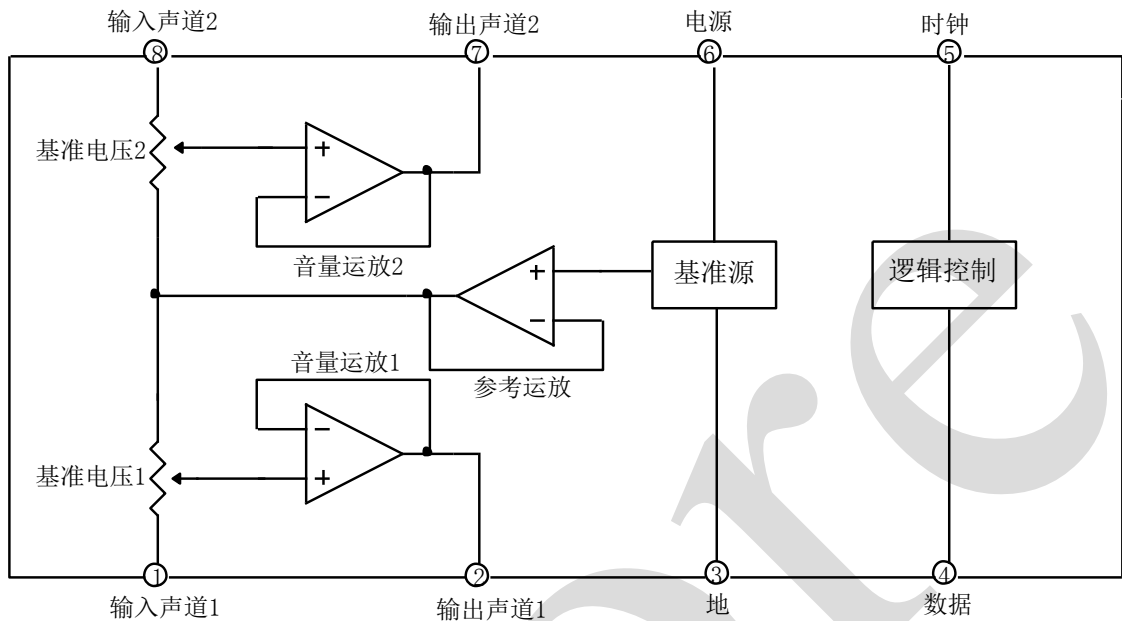 输入声道2
输出声道2
电源
时钟
⑧
⑦
⑥
⑤
基准电压2
+
−
音量运放2
+
−
基准源
逻辑控制
音量运放1
参考运放
−
+
基准电压1
①
②
③
④
输入声道1
输出声道1
地
数据
re